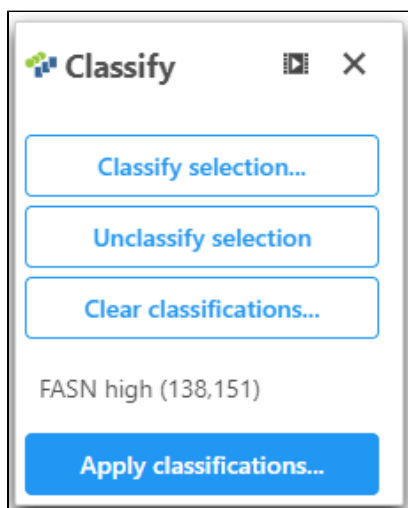 Classify
Classify selection...
Unclassify selection
Clear classifications...
FASN high (138,151)
Apply classifications...